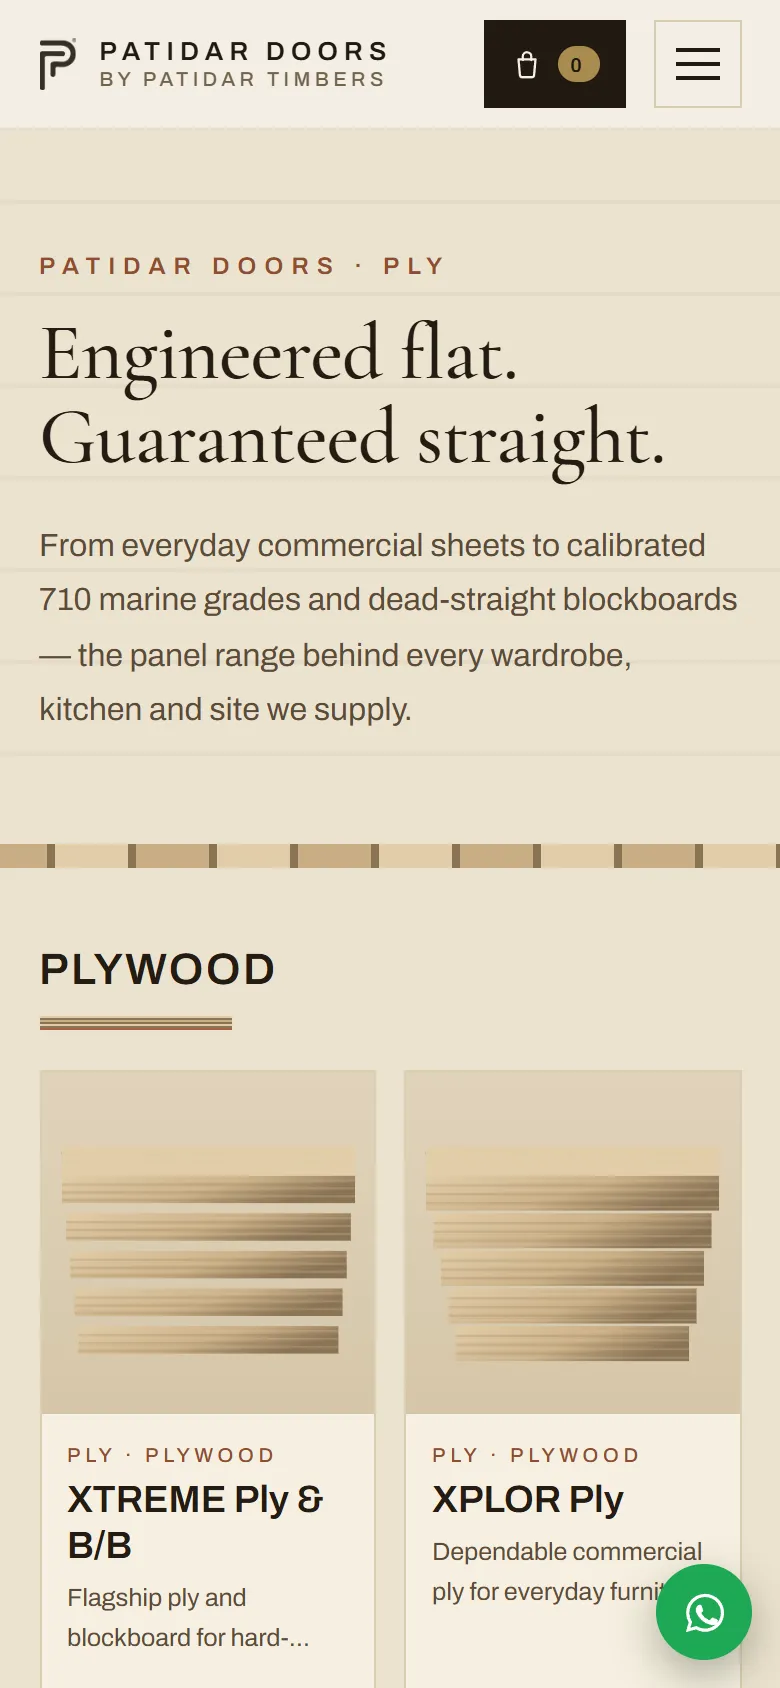 PATIDAR DOORS
BY PATIDAR TIMBERS
0
PATIDAR DOORS · PLY
Engineered flat.
Guaranteed straight.
From everyday commercial sheets to calibrated
710 marine grades and dead-straight blockboards
— the panel range behind every wardrobe,
kitchen and site we supply.
PLYWOOD
PLY · PLYWOOD
XTREME Ply &
B/B
Flagship ply and
blockboard for hard-...
PLY · PLYWOOD
XPLOR Ply
Dependable commercial
ply for everyday